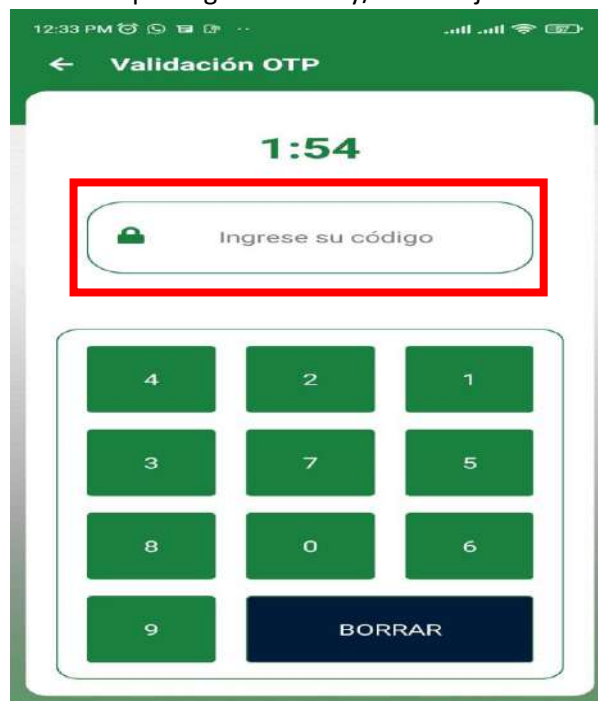 12:33 PM
← Validación OTP
1:54
Ingrese su código
4 2 1
3 7 5
8 0 6
9 BORRAR